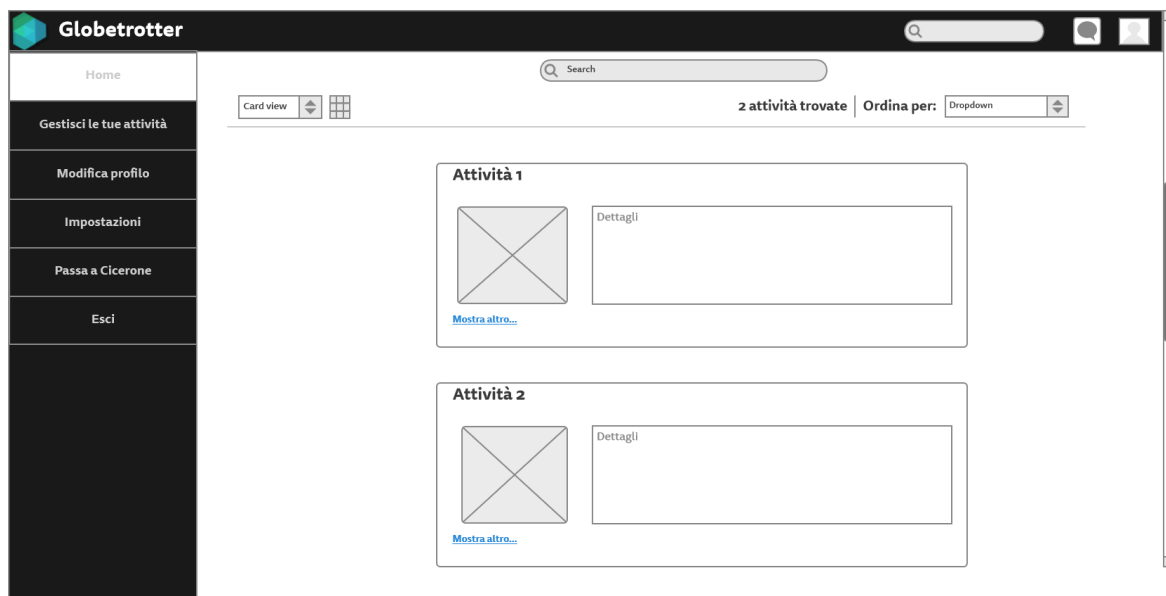 Globetrotter
Home
Gestisci le tue attività
Modifica profilo
Impostazioni
Passa a Cicerone
Esci
Search
Card view
2 attività trovate
Ordina per:
Dropdown
Attività 1
Dettagli
Mostra altro...
Attività 2
Dettagli
Mostra altro...